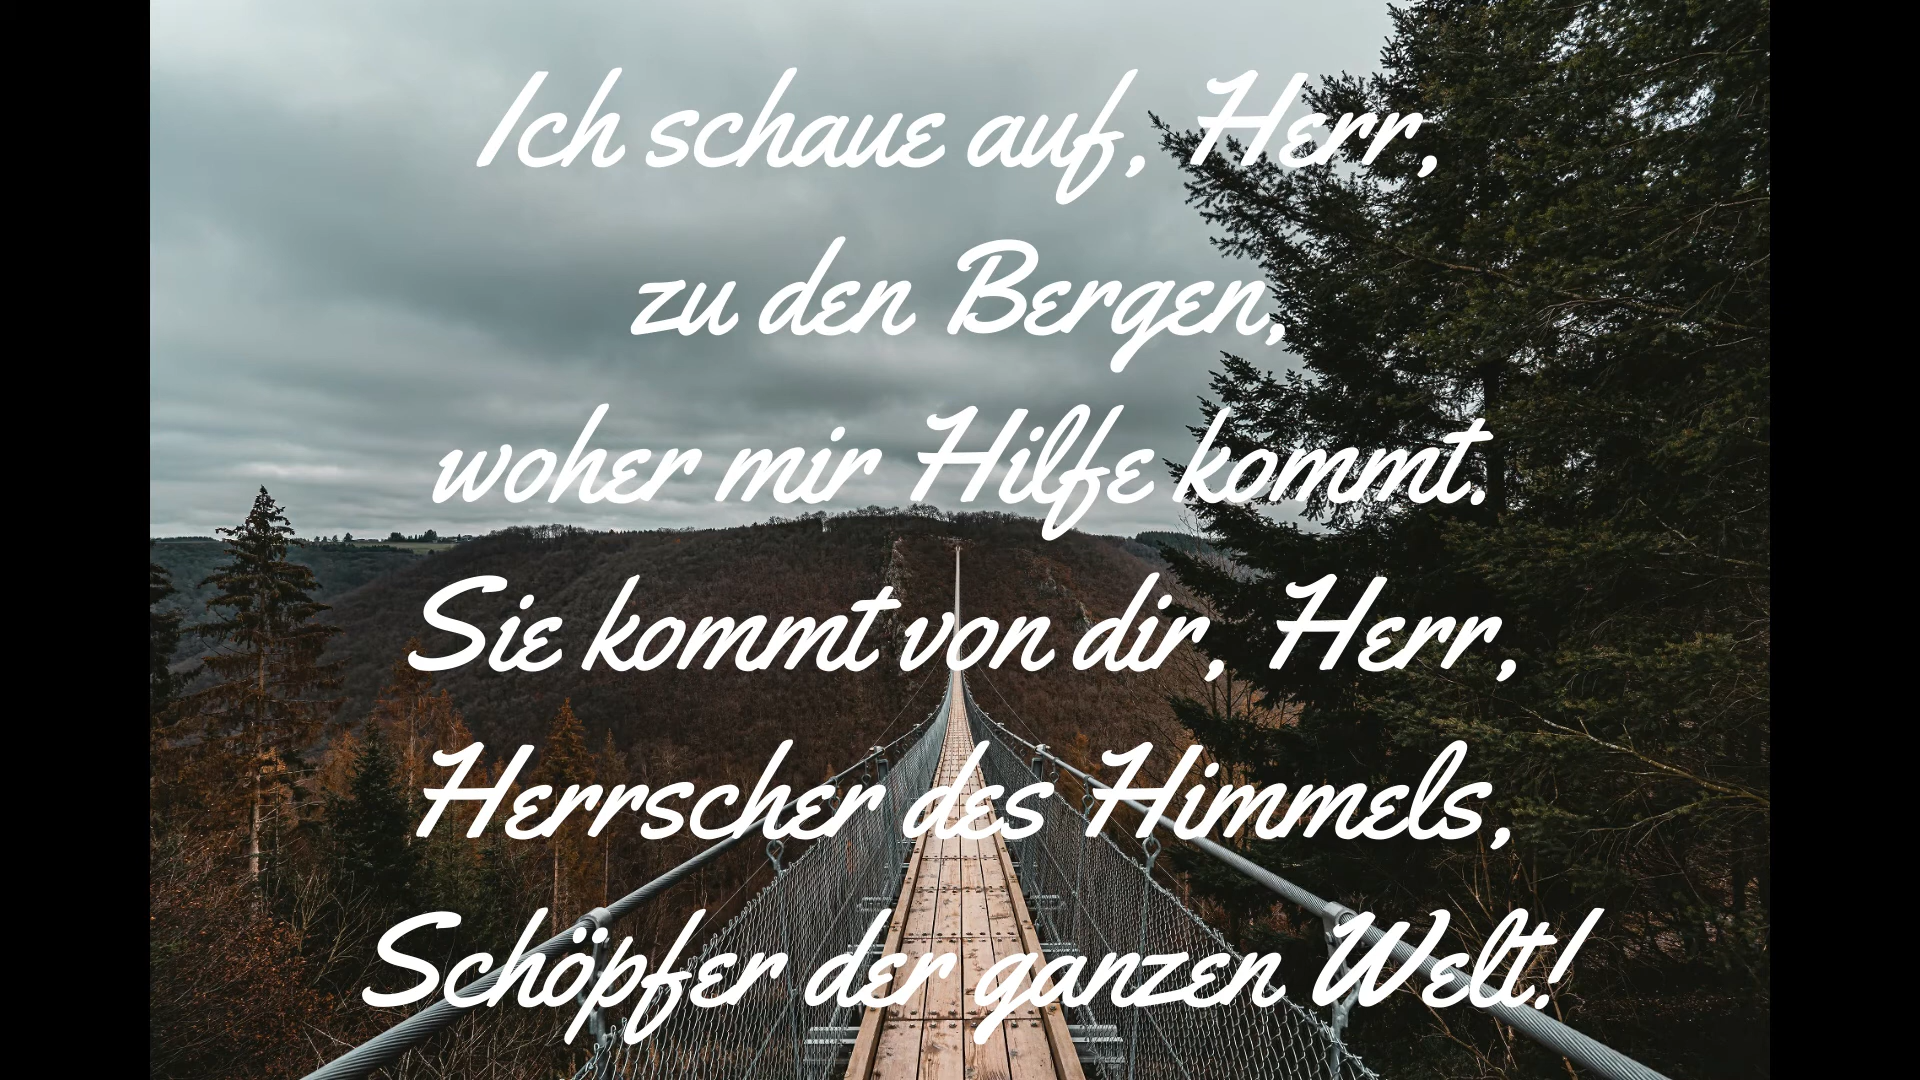 Ich schaue auf, Herr,
zu den Bergen,
woher mir Hilfe kommt.
Sie kommt von dir, Herr,
Herrscher des Himmels,
Schöpfer der ganzen Welt!